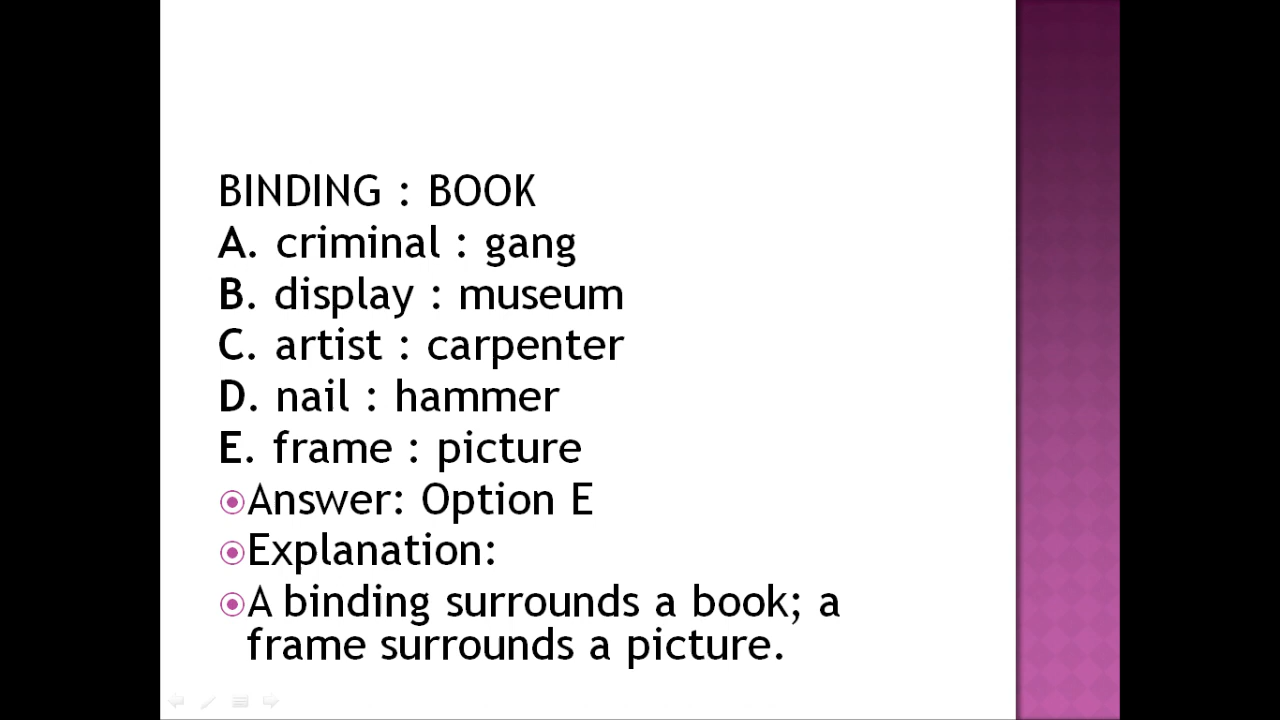 BINDING : BOOK
A. criminal : gang
B. display : museum
C. artist : carpenter
D. nail : hammer
E. frame : picture
Answer: Option E
Explanation:
A binding surrounds a book; a
frame surrounds a picture.